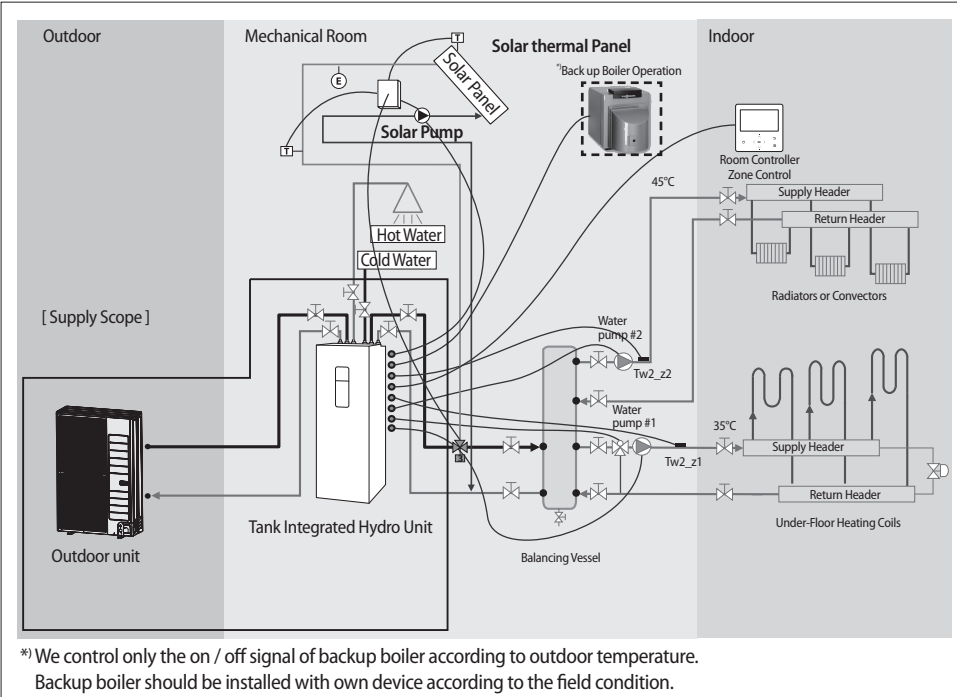 Outdoor
Mechanical Room
Solar thermal Panel
Indoor
T
Solar Panel
*)Back up Boiler Operation
E
Solar Pump
T
Room Controller
Zone Control
45°C
Supply Header
Return Header
Hot Water
Cold Water
Radiators or Convectors
[ Supply Scope ]
Water
pump #2
Tw2_z2
Water
pump #1
35°C
Supply Header
Tw2_z1
Return Header
Tank Integrated Hydro Unit
Under-Floor Heating Coils
Outdoor unit
Balancing Vessel
*) We control only the on / off signal of backup boiler according to outdoor temperature.
Backup boiler should be installed with own device according to the field condition.